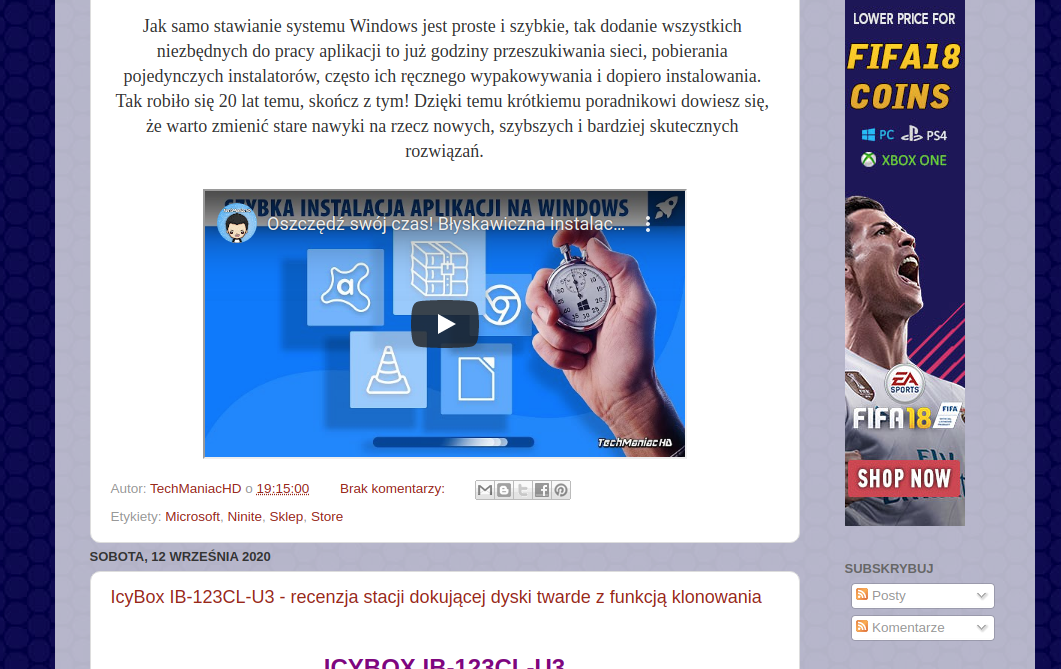 Jak samo stawianie systemu Windows jest proste i szybkie, tak dodanie wszystkich
niezbędnych do pracy aplikacji to już godziny przeszukiwania sieci, pobierania
pojedynczych instalatorów, często ich ręcznego wypakowywania i dopiero instalowania.
Tak robiło się 20 lat temu, skończ z tym! Dzięki temu krótkiemu poradnikowi dowiesz się,
że warto zmienić stare nawyki na rzecz nowych, szybszych i bardziej skutecznych
rozwiązań.
SZYBKA INSTALACJA APLIKACJI NA WINDOWS
Oszczędź swój czas! Błyskawiczna instalac...
TechManiacHD
Autor: TechManiacHD o 19:15:00 Brak komentarzy:
Etykiety: Microsoft, Ninite, Sklep, Store
SOBOTA, 12 WRZEŚNIA 2020
IcyBox IB-123CL-U3 - recenzja stacji dokującej dyski twarde z funkcją klonowania
ICYBOX IB-123CL-U3
LOWER PRICE FOR
FIFA18
COINS
PC PS4
XBOX ONE
EA
SPORTS
FIFA18
FIFA
Fly
SHOP NOW
SUBSKRYBUJ
Posty
Komentarze